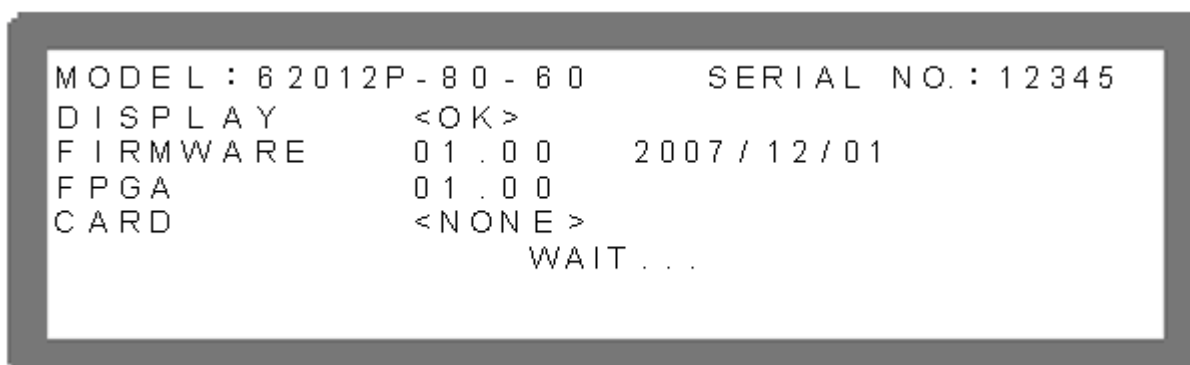 MODEL:62012P-80-60 SERIAL NO.:12345
DISPLAY <OK>
FIRMWARE 01.00 2007/12/01
FPGA 01.00
CARD <NONE>
WAIT...